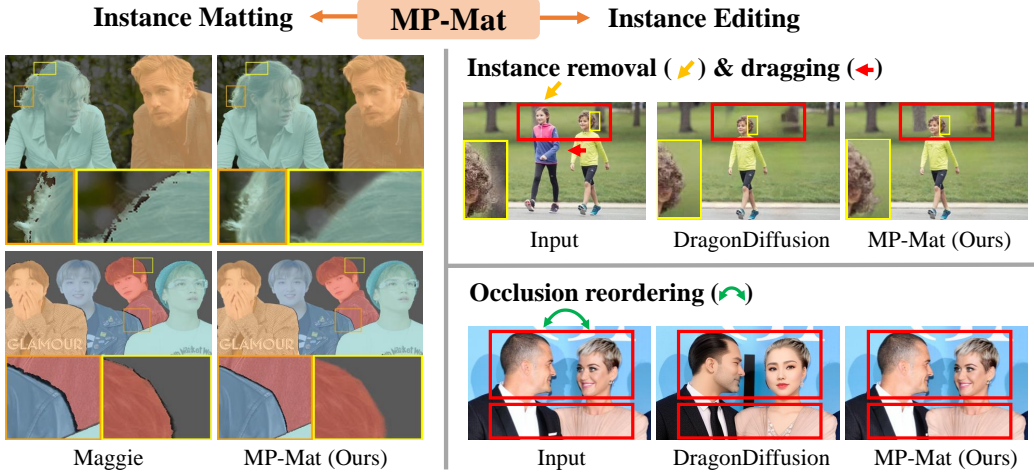 Instance Matting
MP-Mat
Instance Editing
Instance removal ( ) & dragging ( )
Input
DragonDiffusion
MP-Mat (Ours)
GLAMOUR
Occlusion reordering ( )
Maggie
MP-Mat (Ours)
Input
DragonDiffusion
MP-Mat (Ours)